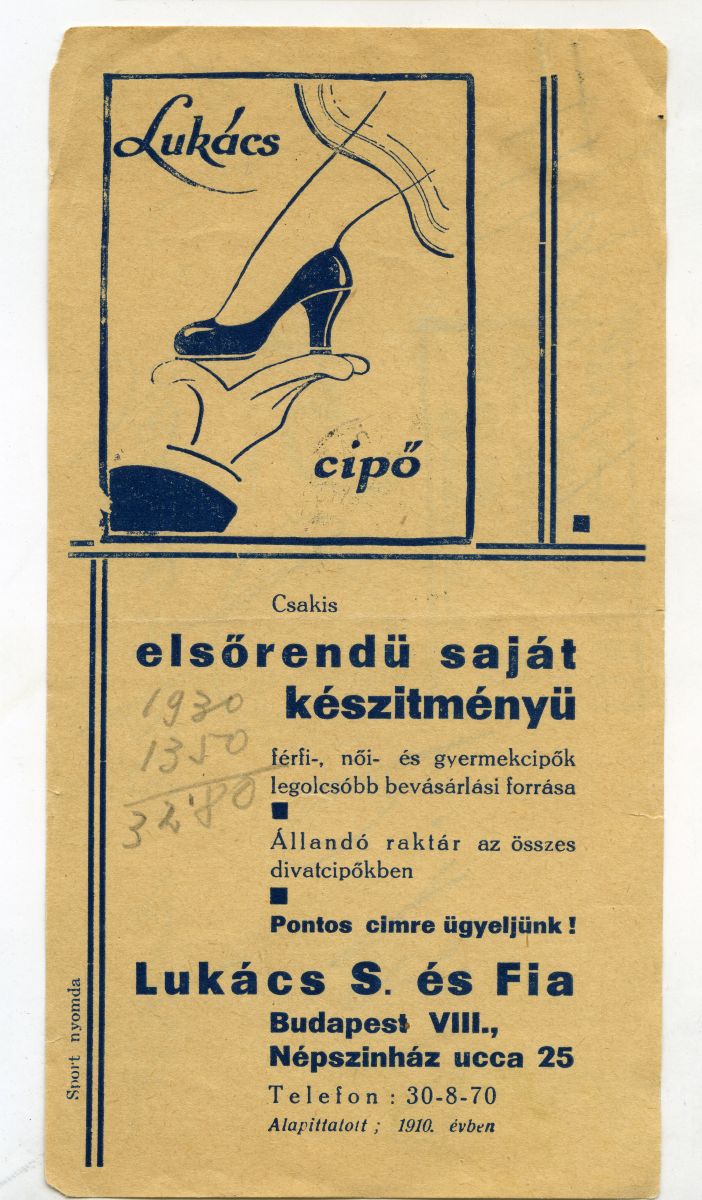 Lukács
cipő
Csakis
elsőrendü saját
készitményü
1930
1350
32'80
férfi-, női- és gyermekcipők
legolcsóbb bevásárlási forrása
Állandó raktár az összes
divatcipőkben
Pontos cimre ügyeljünk !
Lukács S. és Fia
Budapest VIII.,
Népszinház ucca 25
Telefon : 30-8-70
Alapittatott ; 1910. évben
Sport nyomda